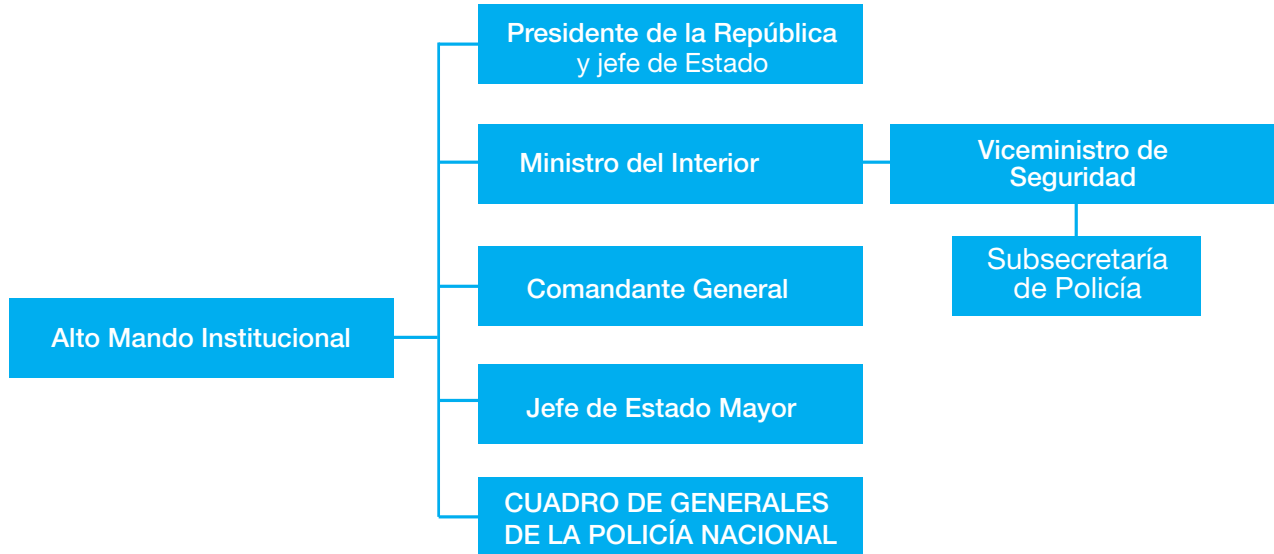 Presidente de la República
y jefe de Estado
Ministro del Interior
Viceministro de
Seguridad
Subsecretaría
de Policía
Comandante General
Alto Mando Institucional
Jefe de Estado Mayor
CUADRO DE GENERALES
DE LA POLICÍA NACIONAL